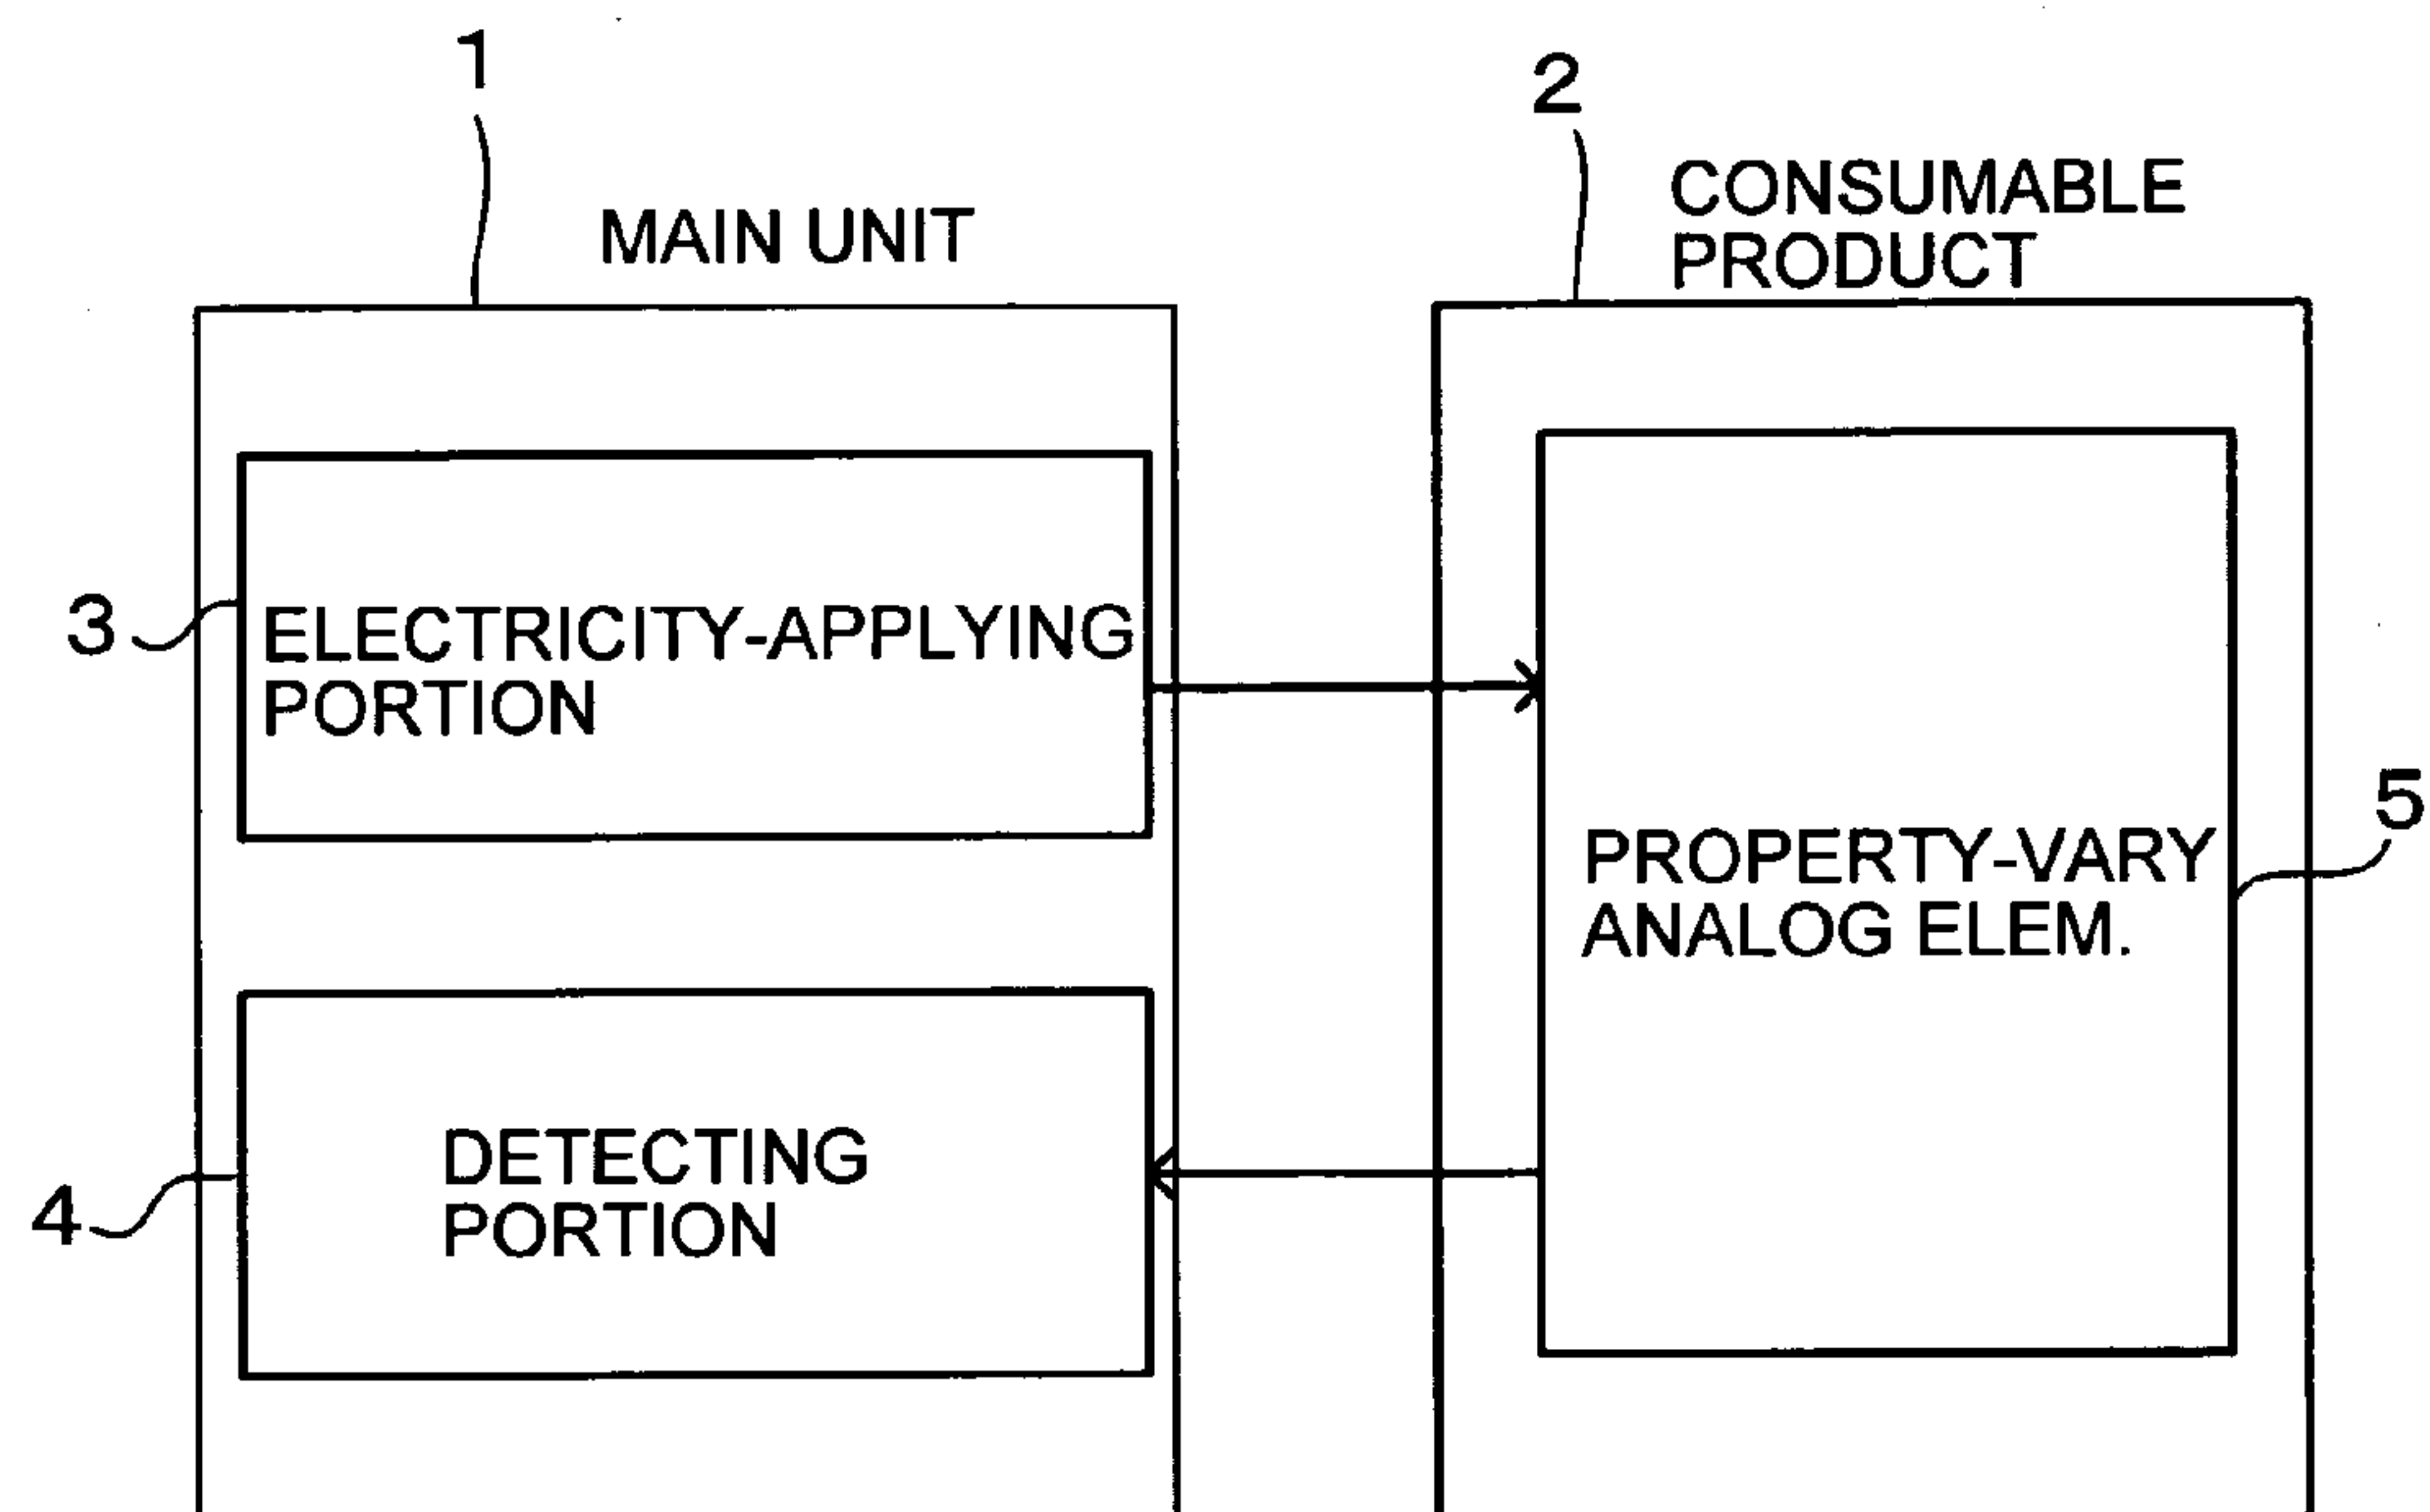 1
2
MAIN UNIT
CONSUMABLE
PRODUCT
3
ELECTRICITY-APPLYING
PORTION
PROPERTY-VARY
ANALOG ELEM.
5
4
DETECTING
PORTION